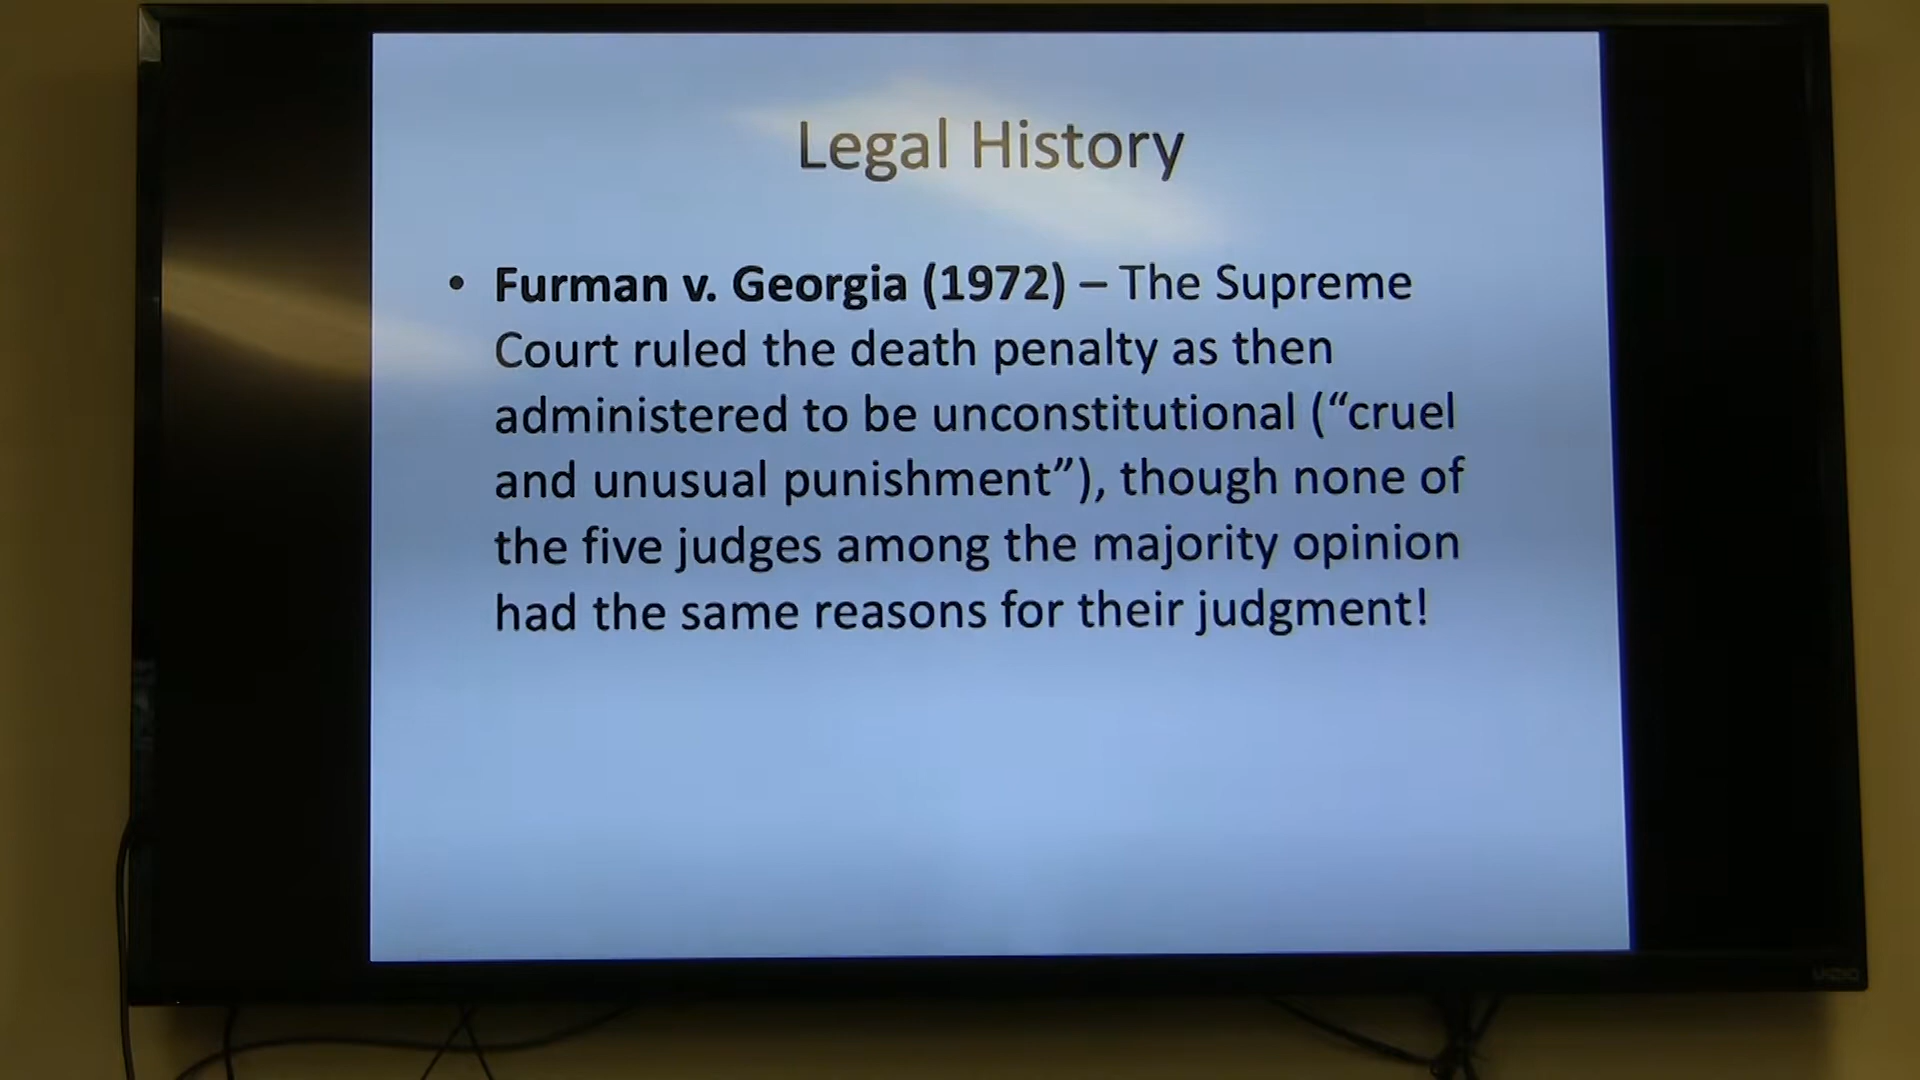 Legal History
• Furman v. Georgia (1972) – The Supreme
Court ruled the death penalty as then
administered to be unconstitutional (“cruel
and unusual punishment”), though none of
the five judges among the majority opinion
had the same reasons for their judgment!
VIZIO